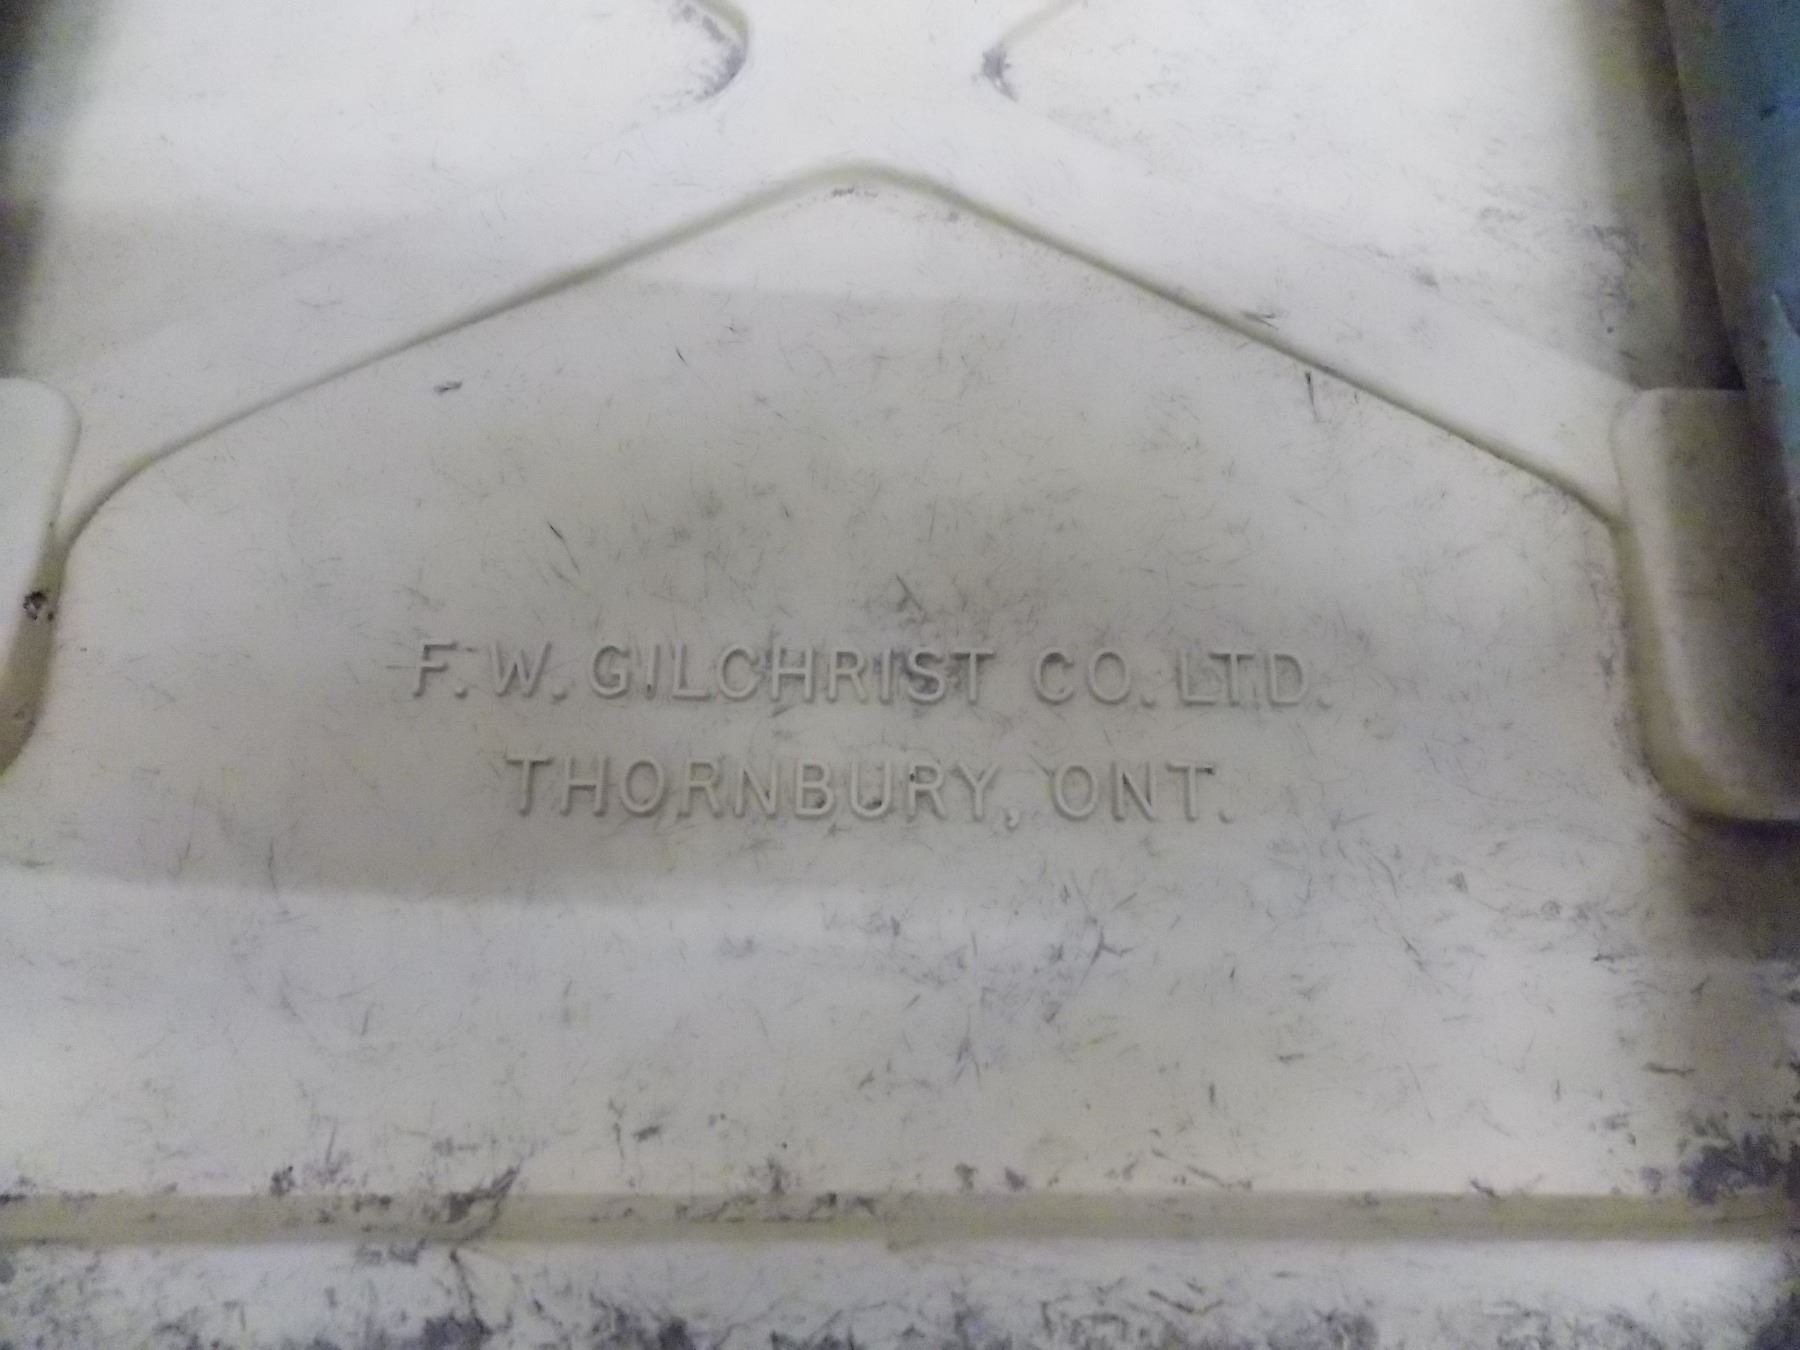 F. W. GILCHRIST CO. LTD.
THORNBURY, ONT.